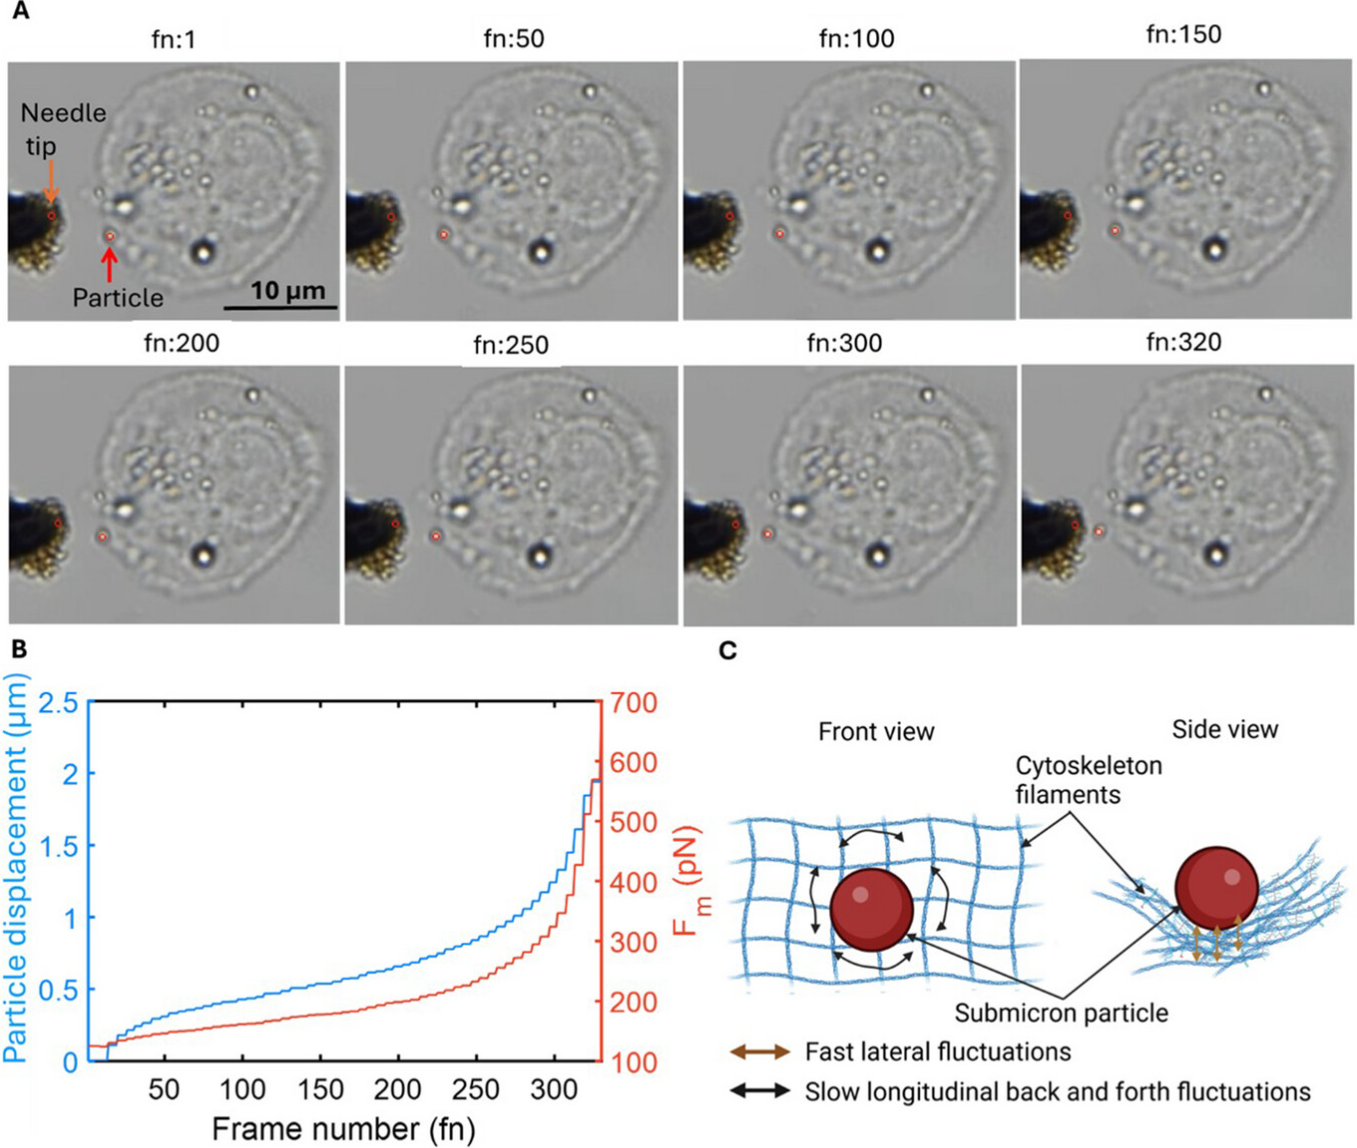 A
fn:1
fn:50
fn:100
fn:150
Needle
tip
Particle
10 µm
fn:200
fn:250
fn:300
fn:320
B
Particle displacement (µm)
2.5
2
1.5
1
0.5
0
700
600
500
400
300
200
100
Fm (pN)
50
100
150
200
250
300
Frame number (fn)
C
Front view
Side view
Cytoskeleton
filaments
Submicron particle
Fast lateral fluctuations
Slow longitudinal back and forth fluctuations